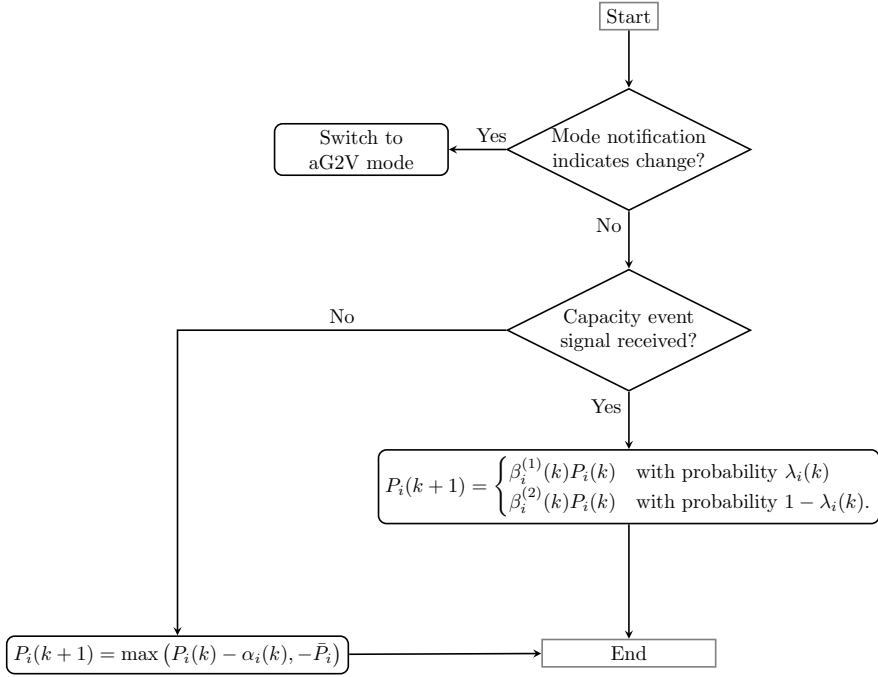 Start
Mode notification
indicates change?
Yes
Switch to
aG2V mode
No
Capacity event
signal received?
No
Yes
P_i(k + 1) = { β_i^{(1)}(k)P_i(k) with probability λ_i(k)
β_i^{(2)}(k)P_i(k) with probability 1 − λ_i(k).
P_i(k + 1) = max (P_i(k) − α_i(k), −P̄_i)
End